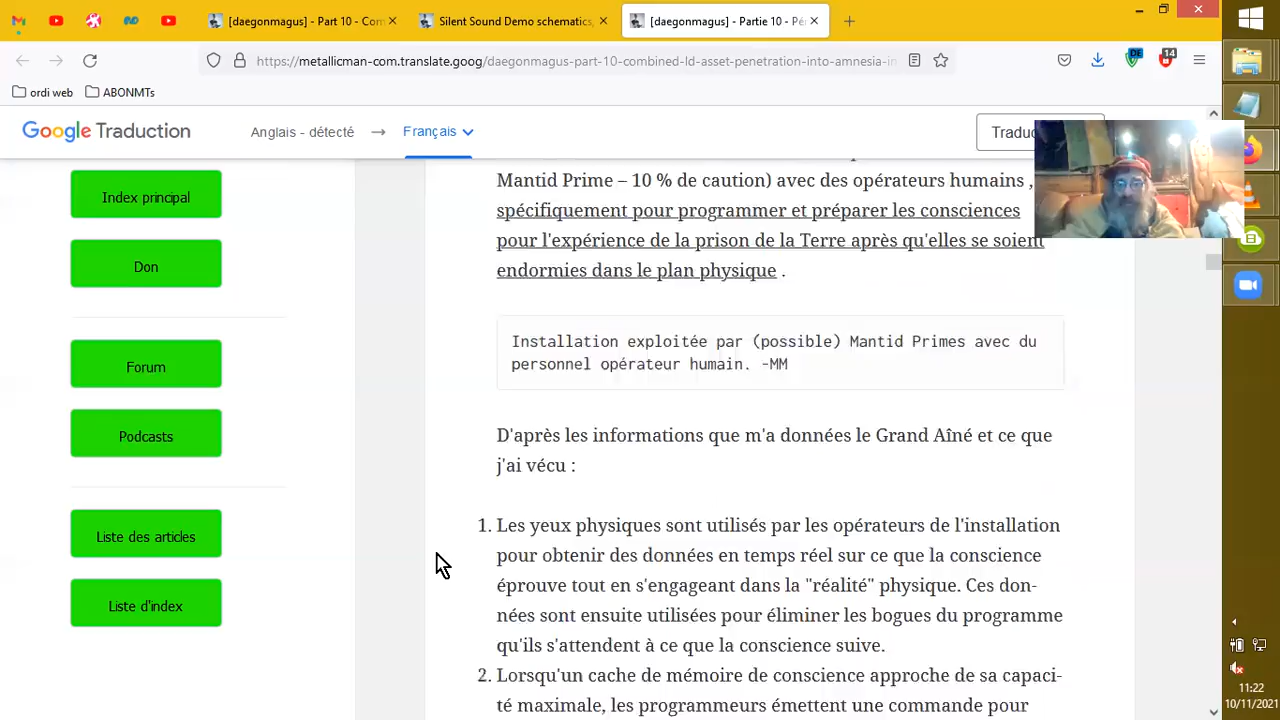 [daegonmagus] - Part 10 - Con
Silent Sound Demo schematics,
[daegonmagus] - Partie 10 - Pé
https://metallicman-com.translate.goog/daegonmagus-part-10-combined-ld-asset-penetration-into-amnesia-in
DE
14
ordi web
ABONMTs
Google Traduction
Anglais - détecté
Français
Traduc
Index principal
Don
Forum
Podcasts
Liste des articles
Liste d'index
Mantid Prime – 10 % de caution) avec des opérateurs humains ,
spécifiquement pour programmer et préparer les consciences
pour l'expérience de la prison de la Terre après qu'elles se soient
endormies dans le plan physique .
Installation exploitée par (possible) Mantid Primes avec du
personnel opérateur humain. -MM
D'après les informations que m'a données le Grand Aîné et ce que
j'ai vécu :
1. Les yeux physiques sont utilisés par les opérateurs de l'installation
pour obtenir des données en temps réel sur ce que la conscience
éprouve tout en s'engageant dans la "réalité" physique. Ces don-
nées sont ensuite utilisées pour éliminer les bogues du programme
qu'ils s'attendent à ce que la conscience suive.
2. Lorsqu'un cache de mémoire de conscience approche de sa capaci-
té maximale, les programmeurs émettent une commande pour
11:22
10/11/2021